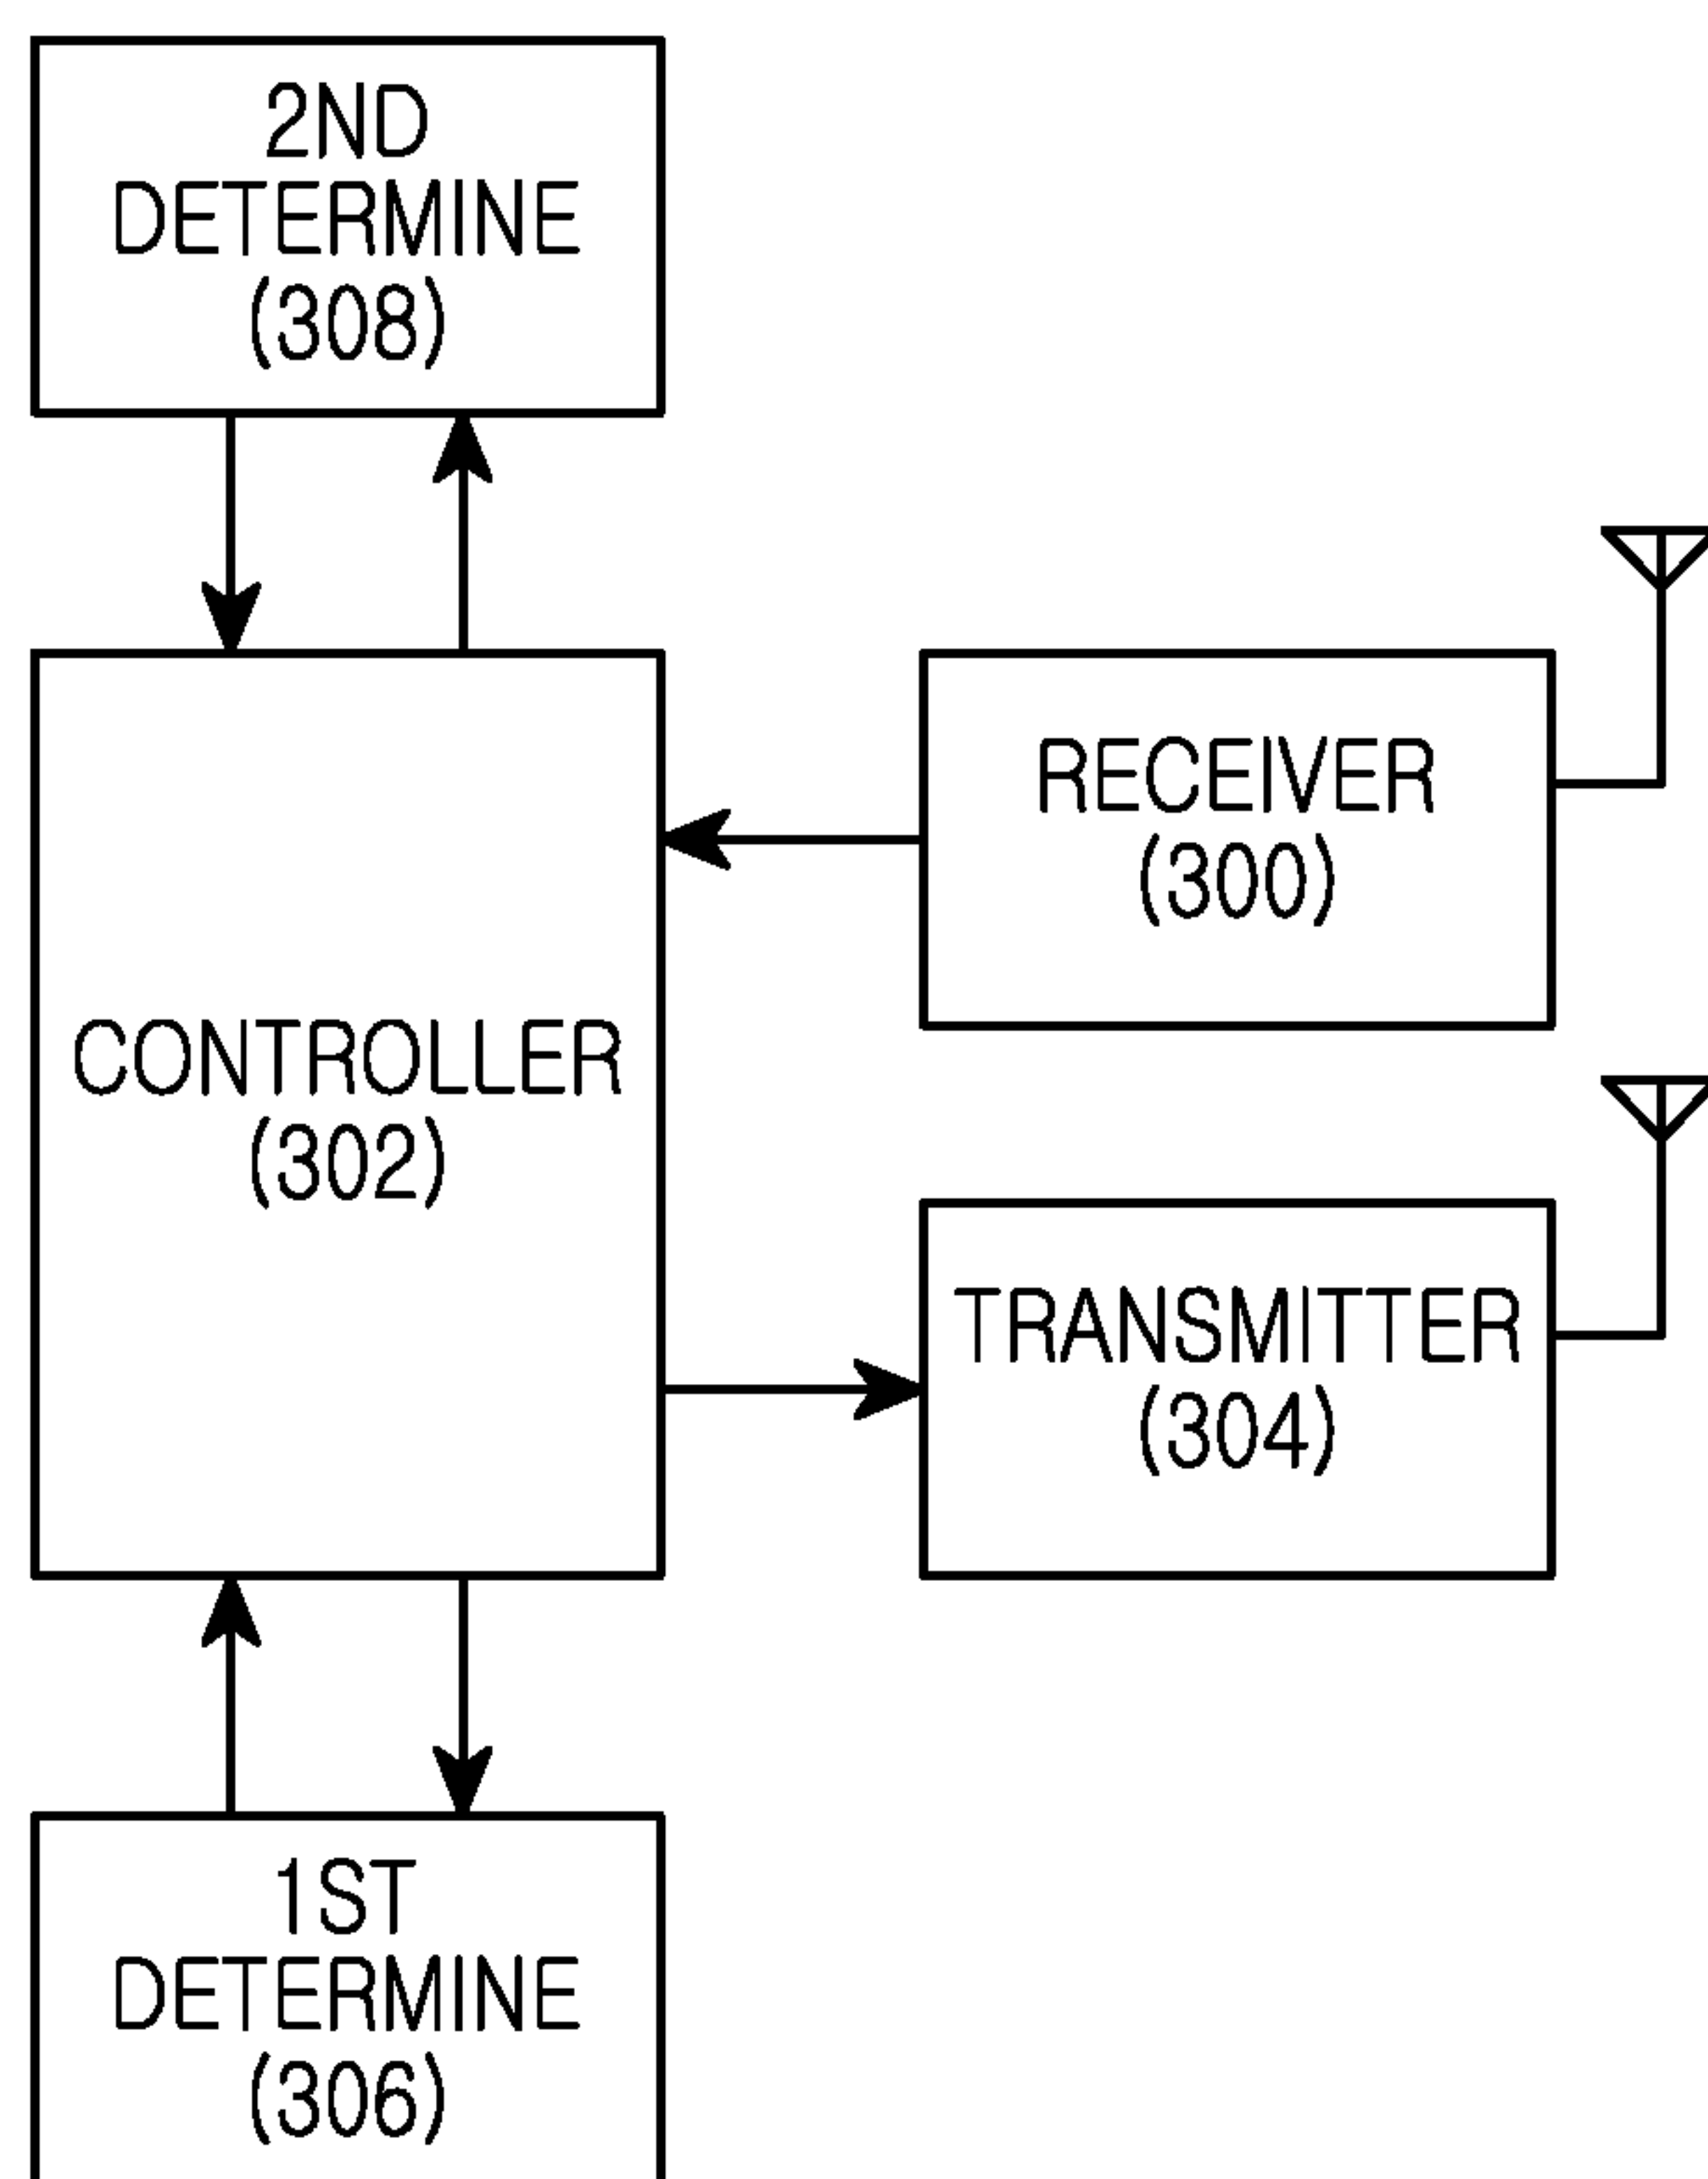 2ND
DETERMINE
(308)
RECEIVER
(300)
CONTROLLER
(302)
TRANSMITTER
(304)
1ST
DETERMINE
(306)